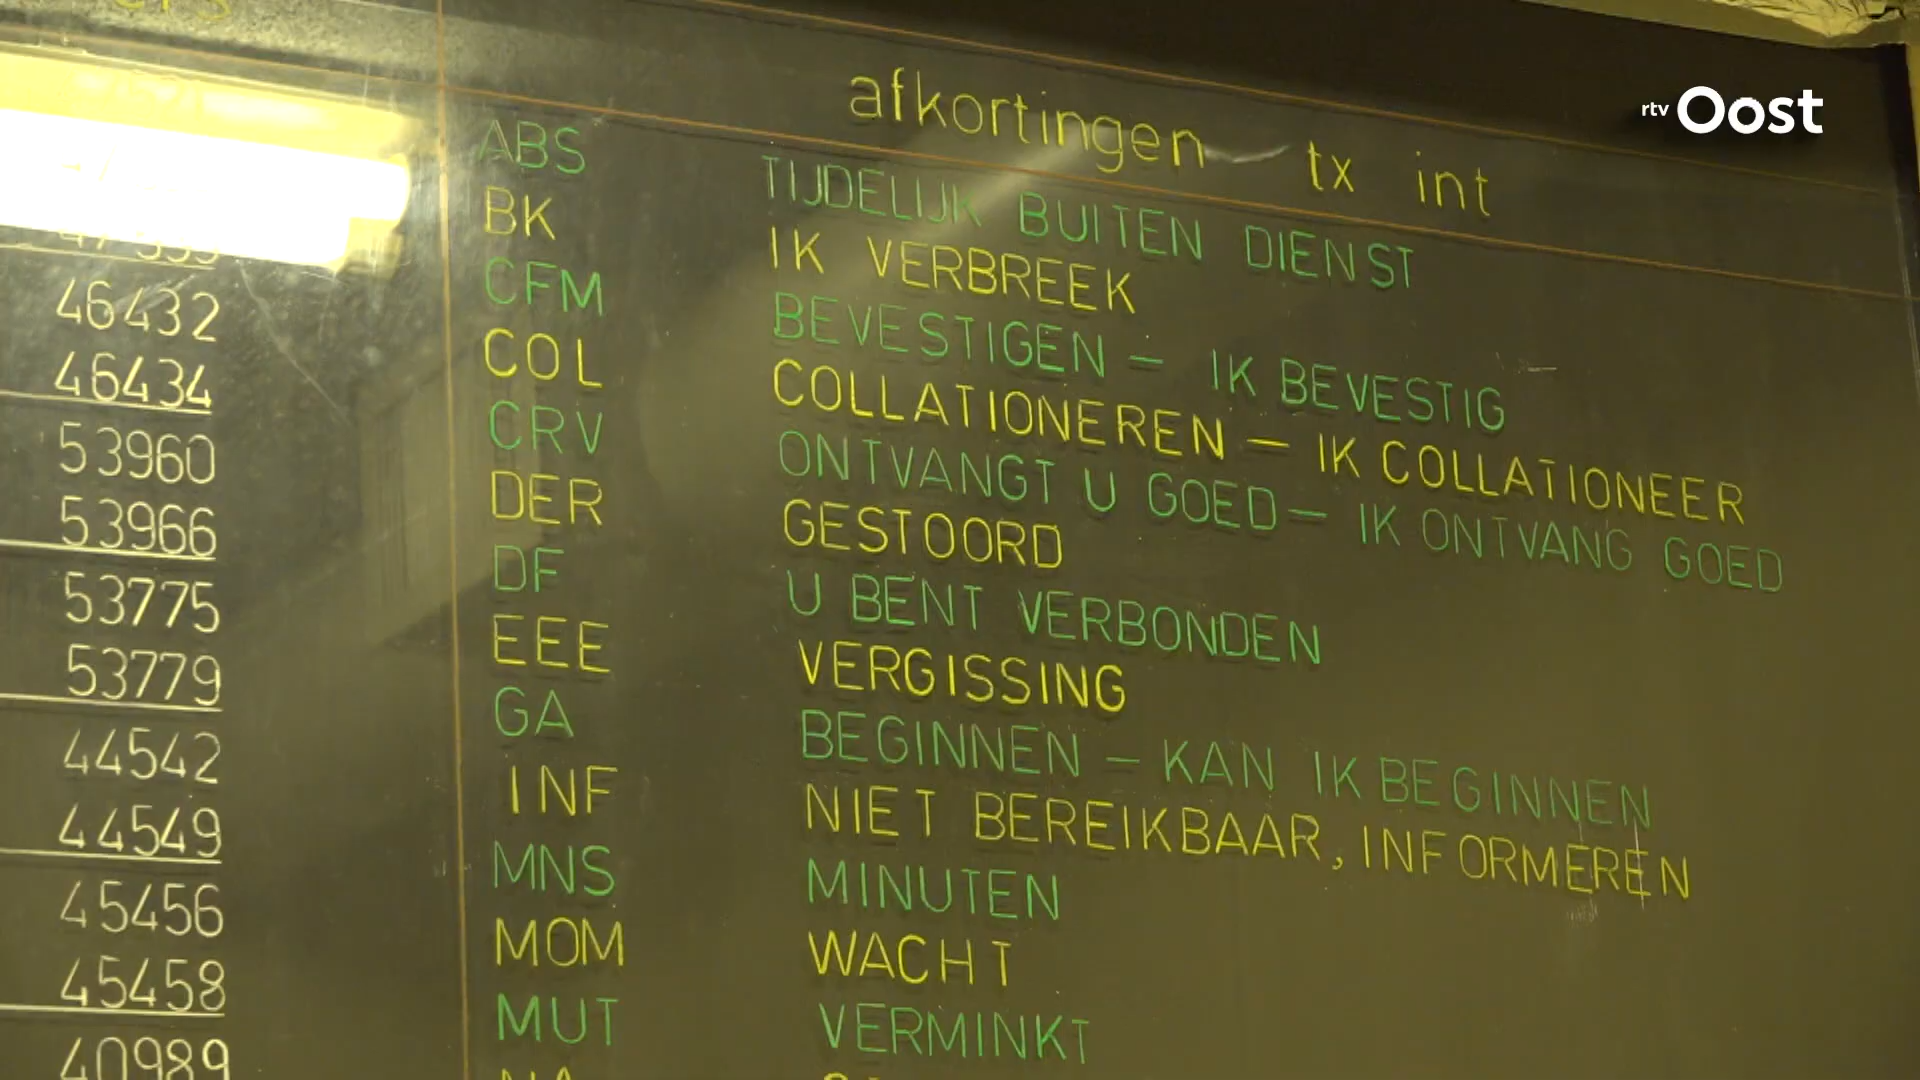 rtv Oost
afkortingen tx int
ABS TIJDELIJK BUITEN DIENST
BK IK VERBREEK
CFM BEVESTIGEN — IK BEVESTIG
COL COLLATIONEREN — IK COLLATIONEER
CRV ONTVANGT U GOED — IK ONTVANG GOED
DER GESTOORD
DF U BENT VERBONDEN
EEE VERGISSING
GA BEGINNEN — KAN IK BEGINNEN
INF NIET BEREIKBAAR, INFORMEREN
MNS MINUTEN
MOM WACHT
MUT VERMINKT
46432
46434
53960
53966
53775
53779
44542
44549
45456
45458
40989